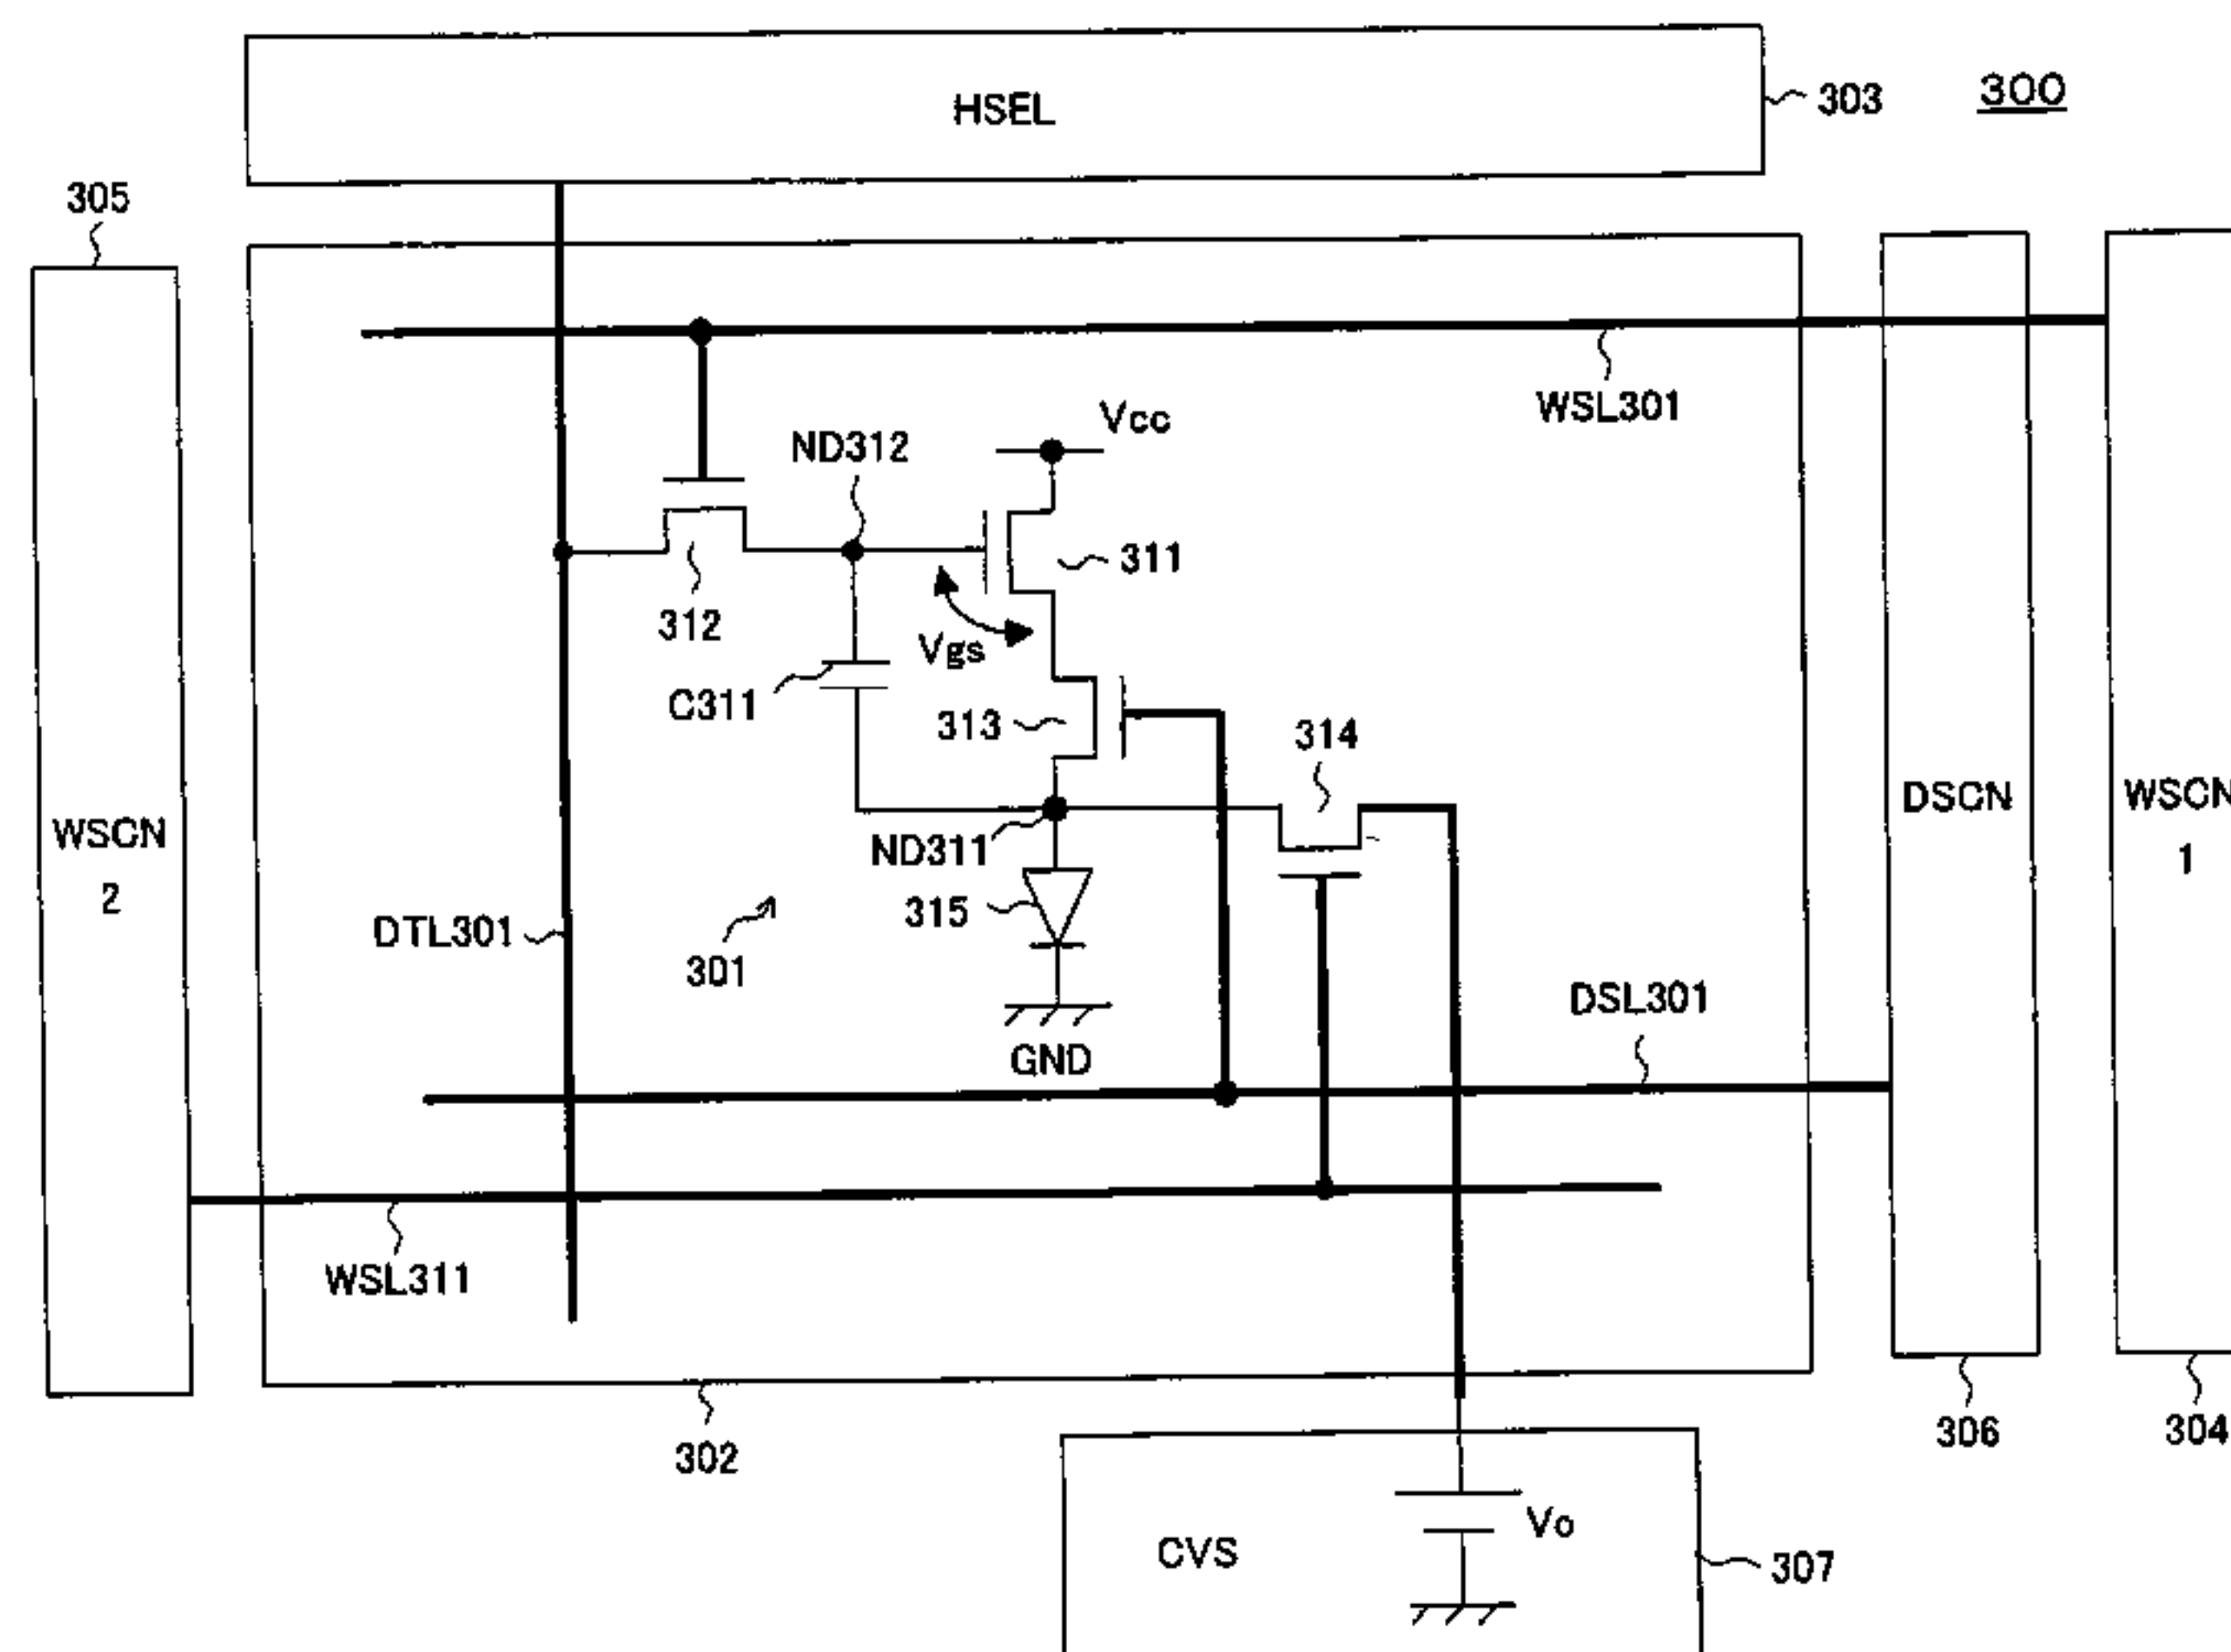 HSEL
303
300
305
WSL301
Vcc
ND312
311
312
Vgs
C311
313
314
WSCN
2
DSCN
WSCN
1
ND311
315
DTL301
301
DSL301
GND
WSL311
302
306
304
Vo
CVS
307